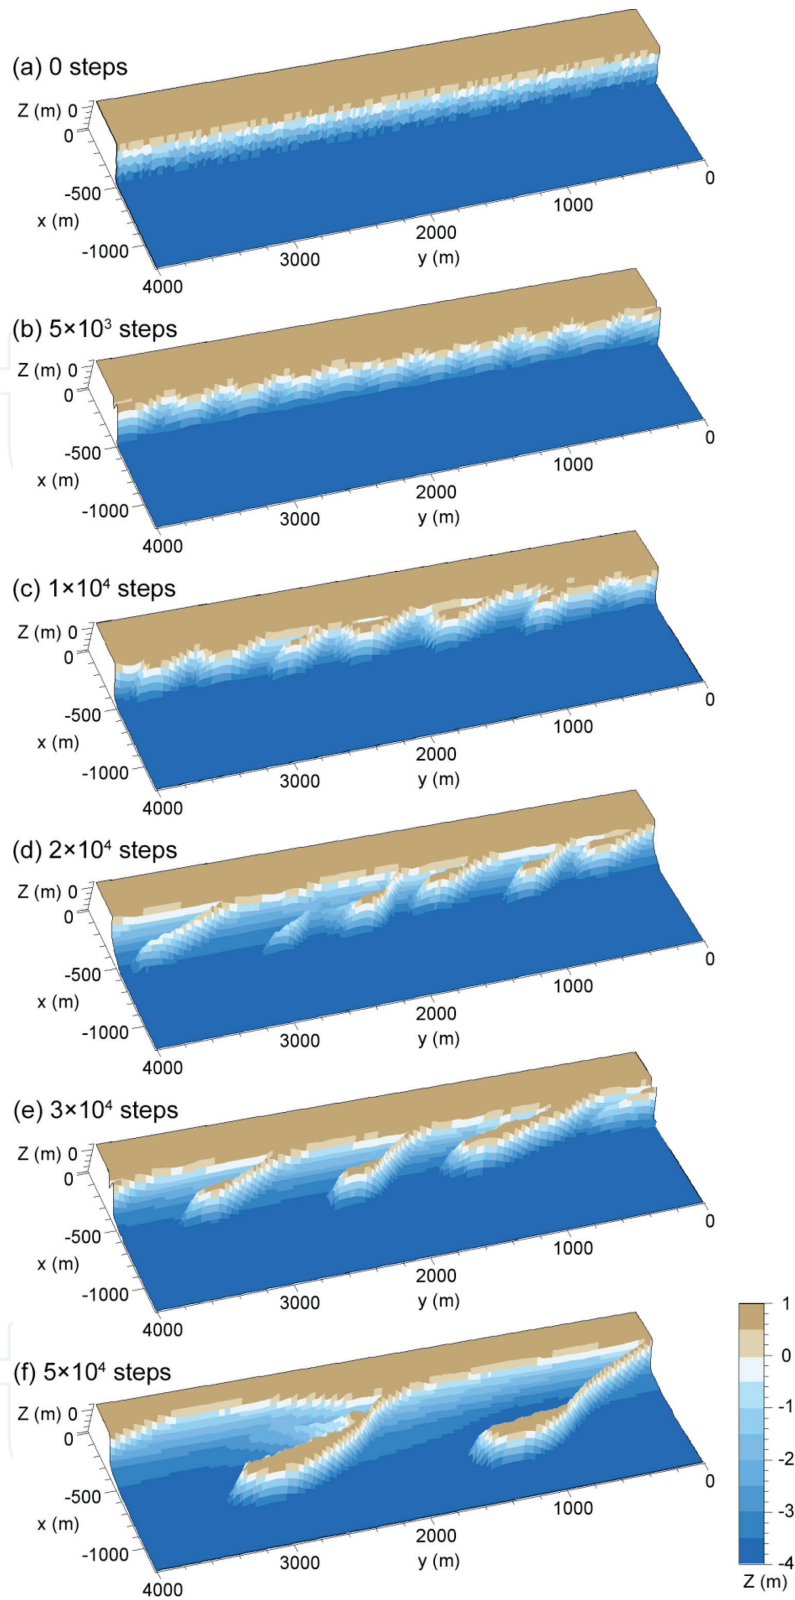 (a) 0 steps
Z (m) 0
0
-500
x (m)
-1000
4000
3000
2000
1000
0
y (m)
(b) 5×10³ steps
Z (m) 0
0
-500
x (m)
-1000
4000
3000
2000
1000
0
y (m)
(c) 1×10⁴ steps
Z (m) 0
0
-500
x (m)
-1000
4000
3000
2000
1000
0
y (m)
(d) 2×10⁴ steps
Z (m) 0
0
-500
x (m)
-1000
4000
3000
2000
1000
0
y (m)
(e) 3×10⁴ steps
Z (m) 0
0
-500
x (m)
-1000
4000
3000
2000
1000
0
y (m)
(f) 5×10⁴ steps
Z (m) 0
0
-500
x (m)
-1000
4000
3000
2000
1000
0
y (m)
1
0
-1
-2
-3
-4
Z (m)